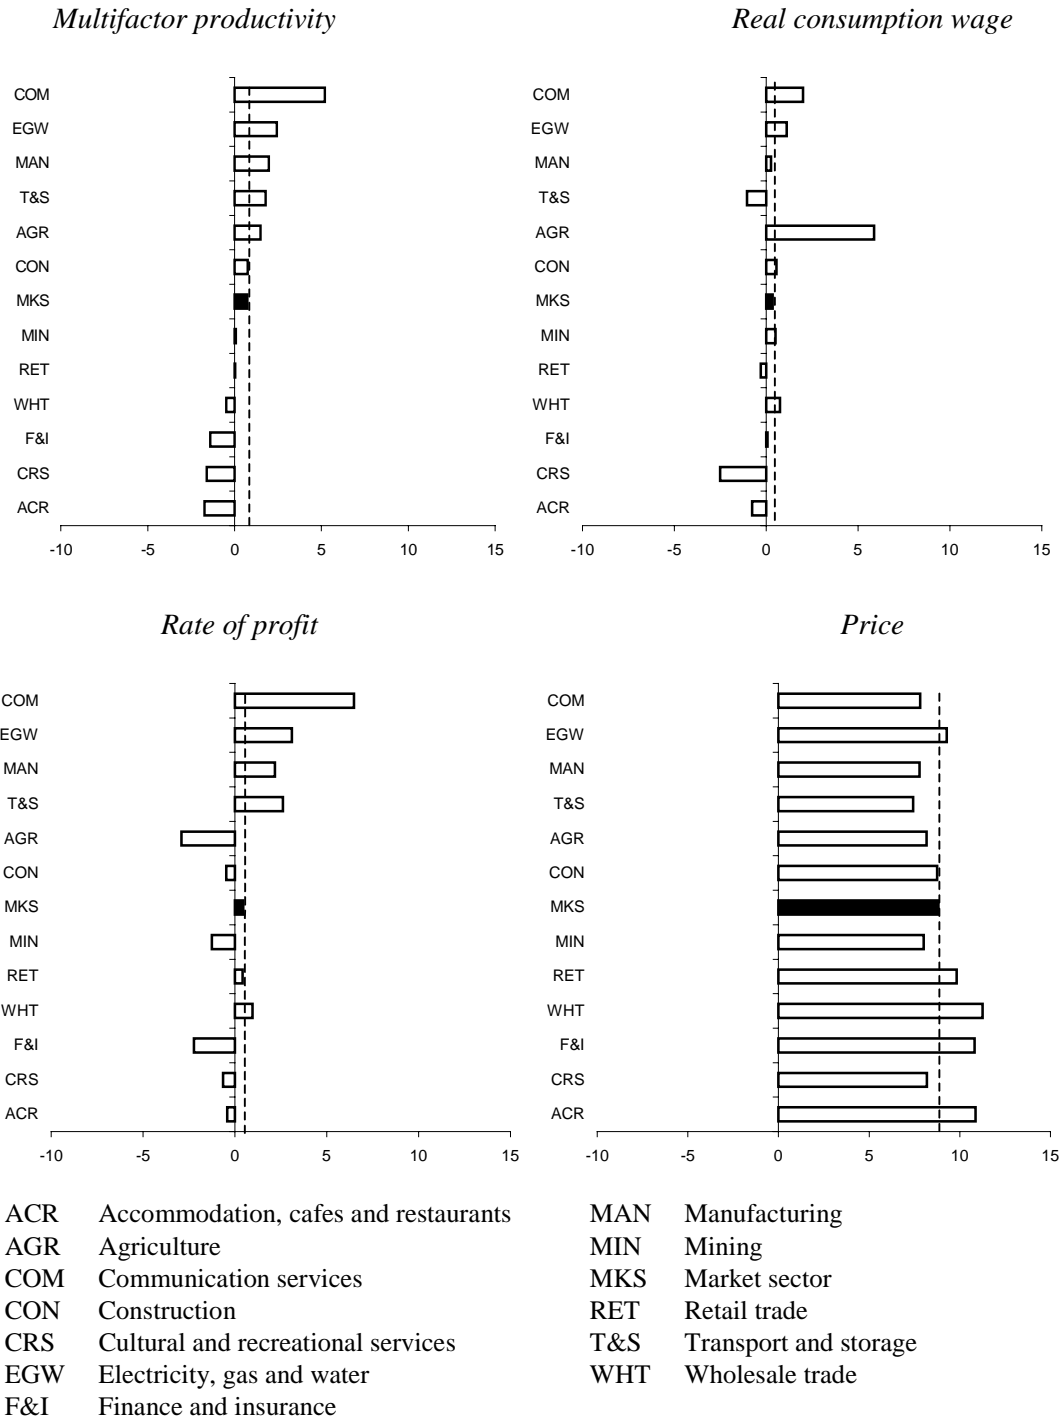 Multifactor productivity
COM
EGW
MAN
T&S
AGR
CON
MKS
MIN
RET
WHT
F&I
CRS
ACR
-10 -5 0 5 10 15
Real consumption wage
COM
EGW
MAN
T&S
AGR
CON
MKS
MIN
RET
WHT
F&I
CRS
ACR
-10 -5 0 5 10 15
Rate of profit
COM
EGW
MAN
T&S
AGR
CON
MKS
MIN
RET
WHT
F&I
CRS
ACR
-10 -5 0 5 10 15
Price
COM
EGW
MAN
T&S
AGR
CON
MKS
MIN
RET
WHT
F&I
CRS
ACR
-10 -5 0 5 10 15
ACR Accommodation, cafes and restaurants
AGR Agriculture
COM Communication services
CON Construction
CRS Cultural and recreational services
EGW Electricity, gas and water
F&I Finance and insurance
MAN Manufacturing
MIN Mining
MKS Market sector
RET Retail trade
T&S Transport and storage
WHT Wholesale trade